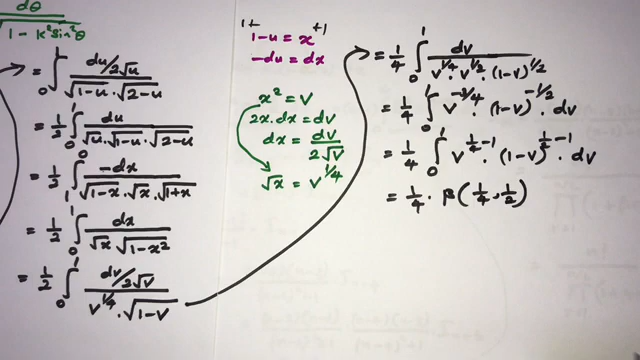 dθ
√1 - k²sin²θ
= ∫₀¹ du/2√u / √1-u . √2-u
= 1/2 ∫₀¹ du / √u . √1-u . √2-u
= 1/2 ∫₁⁰ -dx / √1-x . √x . √1+x
= 1/2 ∫₀¹ dx / √x √1-x²
= 1/2 ∫₀¹ dv/2√v / v^1/4 . √1-v
1+ +1
1-u = x
-du = dx
x² = v
2x.dx = dv
dx = dv / 2√v
√x = v^1/4
= 1/4 ∫₀¹ dv / v^1/4 . v^1/2 . (1-v)^1/2
= 1/4 ∫₀¹ v^-3/4 . (1-v)^-1/2 . dv
= 1/4 ∫₀¹ v^1/4-1 . (1-v)^1/2-1 . dv
= 1/4 . β(1/4, 1/2)